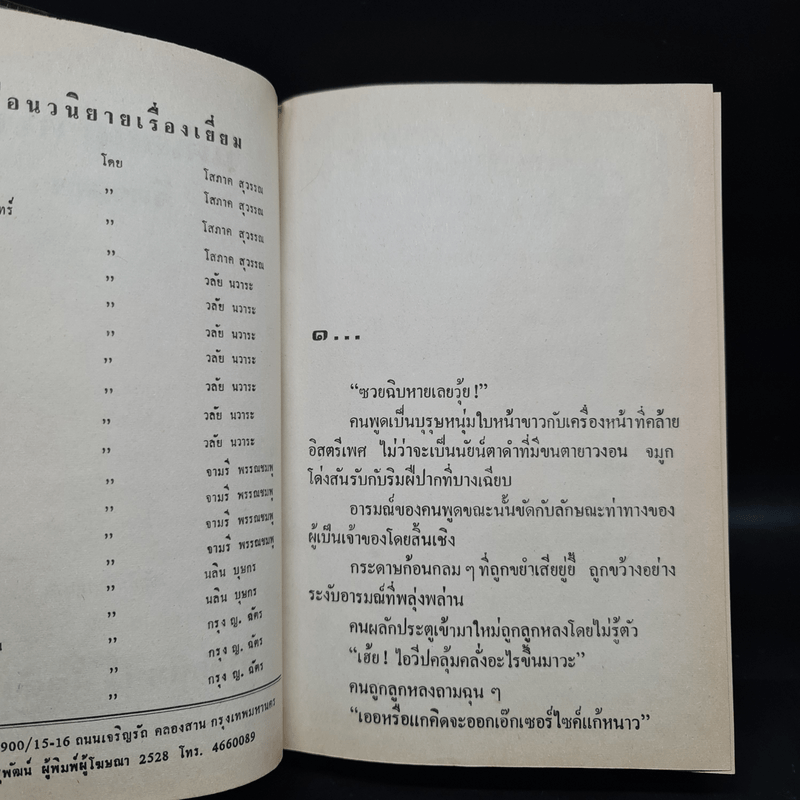 อนวนิยายเรื่องเยี่ยม
โดย โสภาค สุวรรณ
” โสภาค สุวรรณ
ทร์ ” โสภาค สุวรรณ
” โสภาค สุวรรณ
” วลัย นวาระ
” วลัย นวาระ
” วลัย นวาระ
” วลัย นวาระ
” วลัย นวาระ
” วลัย นวาระ
” วลัย นวาระ
” จามรี พรรณชมพู
” จามรี พรรณชมพู
” จามรี พรรณชมพู
” จามรี พรรณชมพู
” นลิน บุษกร
” นลิน บุษกร
” กรุง ญ. ฉัตร
” กรุง ญ. ฉัตร
” กรุง ญ. ฉัตร
900/15-16 ถนนเจริญรัถ คลองสาน กรุงเทพมหานคร
พัฒน์ ผู้พิมพ์ผู้โฆษณา 2528 โทร. 4660089
๑...
“ซวยฉิบหายเลยวุ้ย!”
คนพูดเป็นบุรุษหนุ่มใบหน้าขาวกับเครื่องหน้าที่คล้าย
อิสตรีเพศ ไม่ว่าจะเป็นนัยน์ตาดำที่มีขนตายาวงอน จมูก
โด่งสันรับกับริมฝีปากที่บางเฉียบ
อารมณ์ของคนพูดขณะนั้นขัดกับลักษณะท่าทางของ
ผู้เป็นเจ้าของโดยสิ้นเชิง
กระดาษก้อนกลม ๆ ที่ถูกขยำเสียยู่ยี่ ถูกขว้างอย่าง
ระงับอารมณ์ที่พลุ่งพล่าน
คนผลักประตูเข้ามาใหม่ถูกลูกหลงโดยไม่รู้ตัว
“เฮ้ย! ไอวีปคลุ้มคลั่งอะไรขึ้นมาวะ”
คนถูกลูกหลงถามฉุน ๆ
“เออหรือแกคิดจะออกเอ๊กเซอร์ไซค์แก้หนาว”